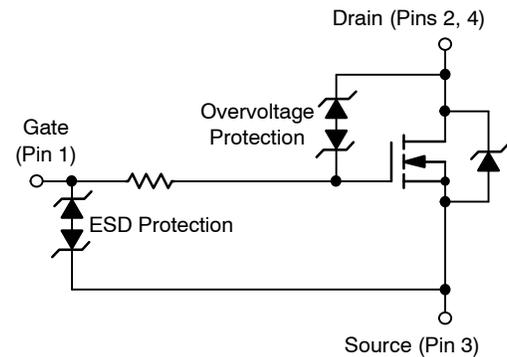 Drain (Pins 2, 4)
Overvoltage
Protection
Gate
(Pin 1)
ESD Protection
Source (Pin 3)